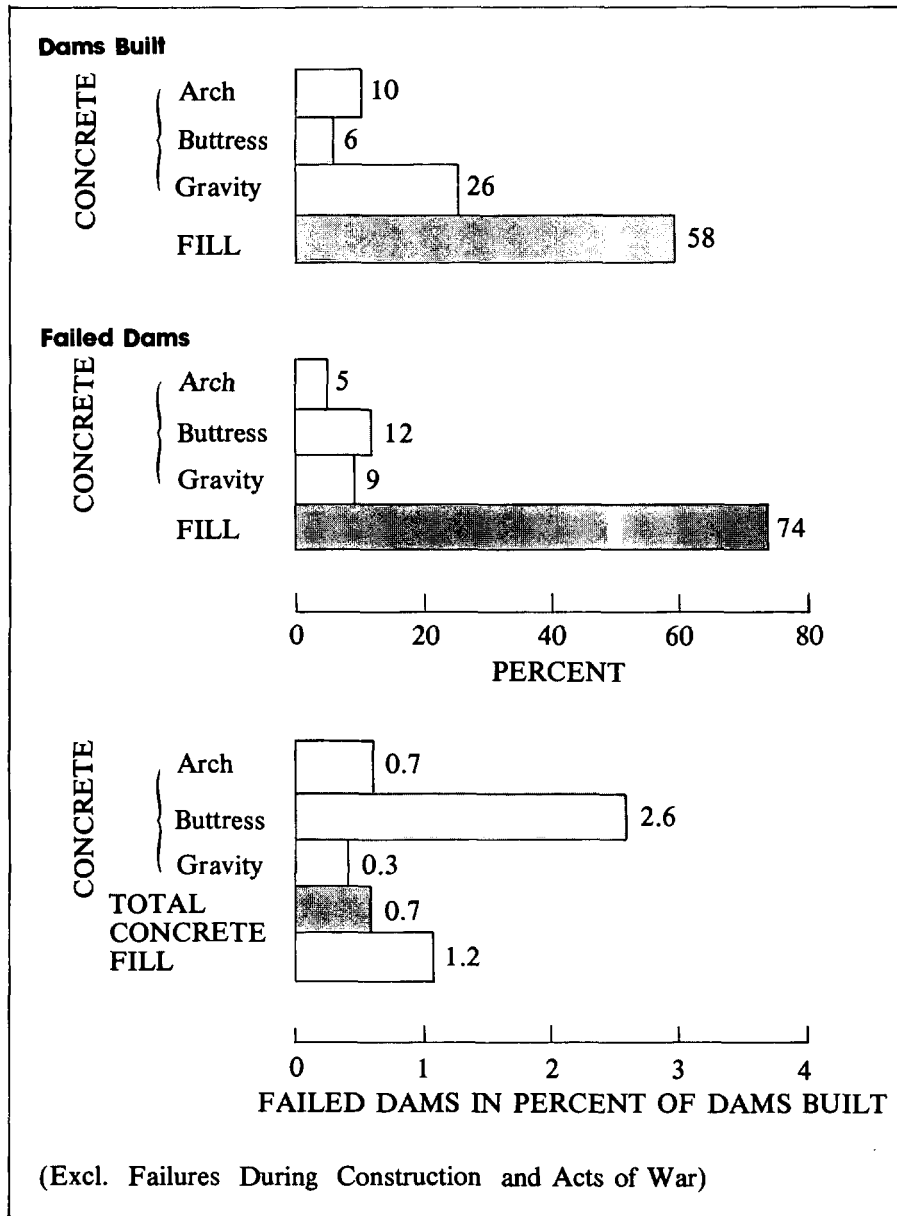 Dams Built
CONCRETE
Arch 10
Buttress 6
Gravity 26
FILL 58
Failed Dams
CONCRETE
Arch 5
Buttress 12
Gravity 9
FILL 74
0 20 40 60 80
PERCENT
CONCRETE
Arch 0.7
Buttress 2.6
Gravity 0.3
TOTAL
CONCRETE 0.7
FILL 1.2
0 1 2 3 4
FAILED DAMS IN PERCENT OF DAMS BUILT
(Excl. Failures During Construction and Acts of War)